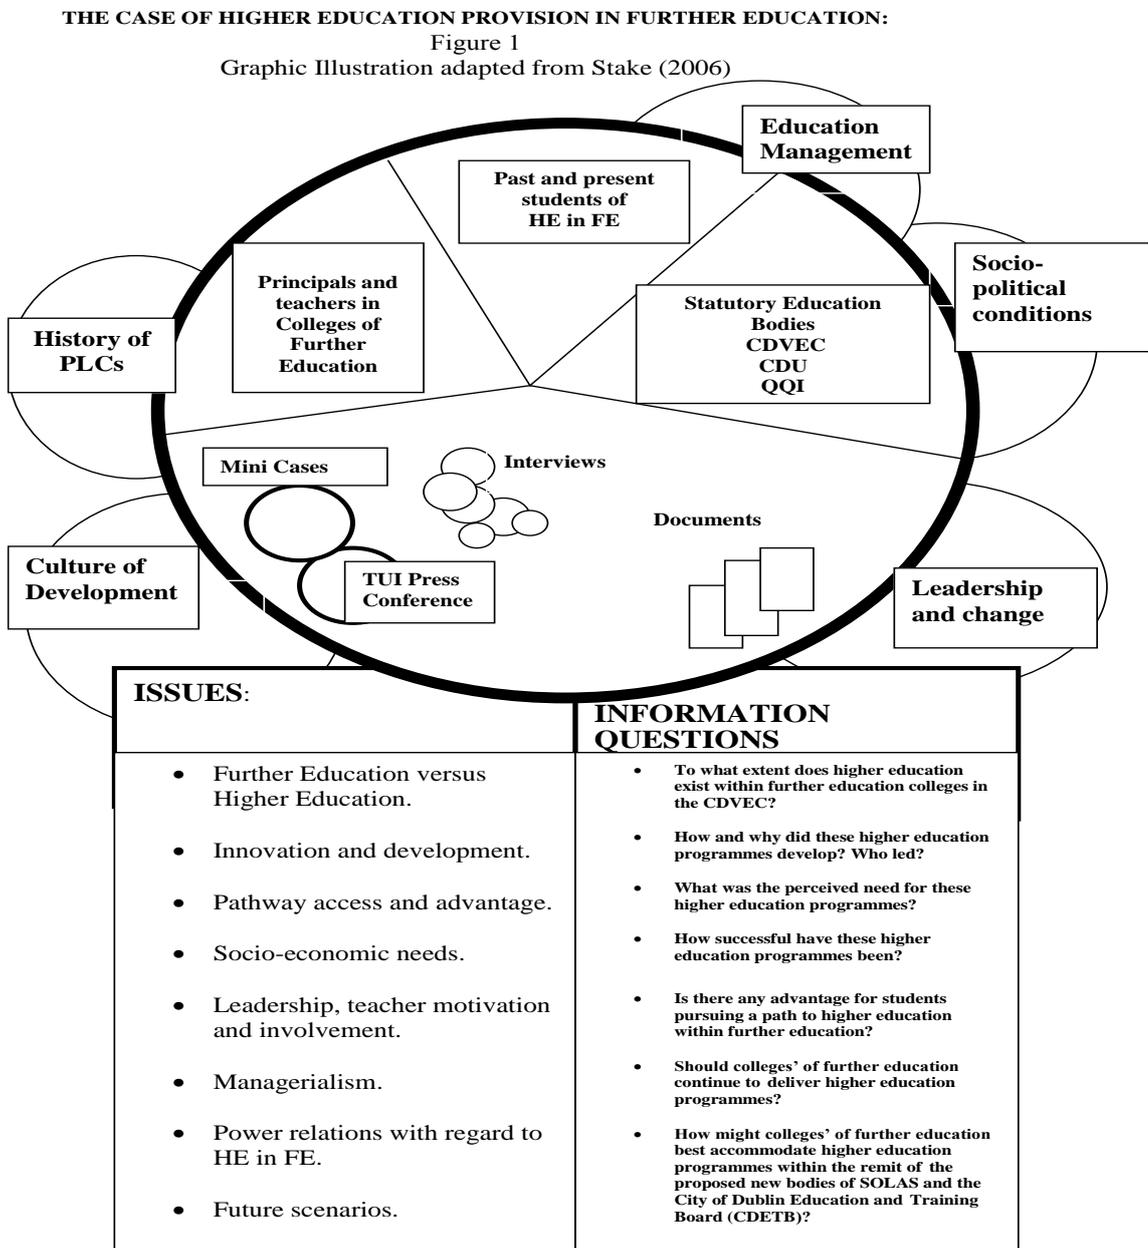 THE CASE OF HIGHER EDUCATION PROVISION IN FURTHER EDUCATION:
Figure 1
Graphic Illustration adapted from Stake (2006)
Education
Management
Past and present
students of
HE in FE
Principals and
teachers in
Colleges of
Further
Education
Statutory Education
Bodies
CDVEC
CDU
QQI
Socio-
political
conditions
History of
PLCs
Mini Cases
Interviews
Documents
TUI Press
Conference
Culture of
Development
Leadership
and change
ISSUES:
• Further Education versus
Higher Education.
• Innovation and development.
• Pathway access and advantage.
• Socio-economic needs.
• Leadership, teacher motivation
and involvement.
• Managerialism.
• Power relations with regard to
HE in FE.
• Future scenarios.
INFORMATION
QUESTIONS
• To what extent does higher education
exist within further education colleges in
the CDVEC?
• How and why did these higher education
programmes develop? Who led?
• What was the perceived need for these
higher education programmes?
• How successful have these higher
education programmes been?
• Is there any advantage for students
pursuing a path to higher education
within further education?
• Should colleges’ of further education
continue to deliver higher education
programmes?
• How might colleges’ of further education
best accommodate higher education
programmes within the remit of the
proposed new bodies of SOLAS and the
City of Dublin Education and Training
Board (CDETB)?